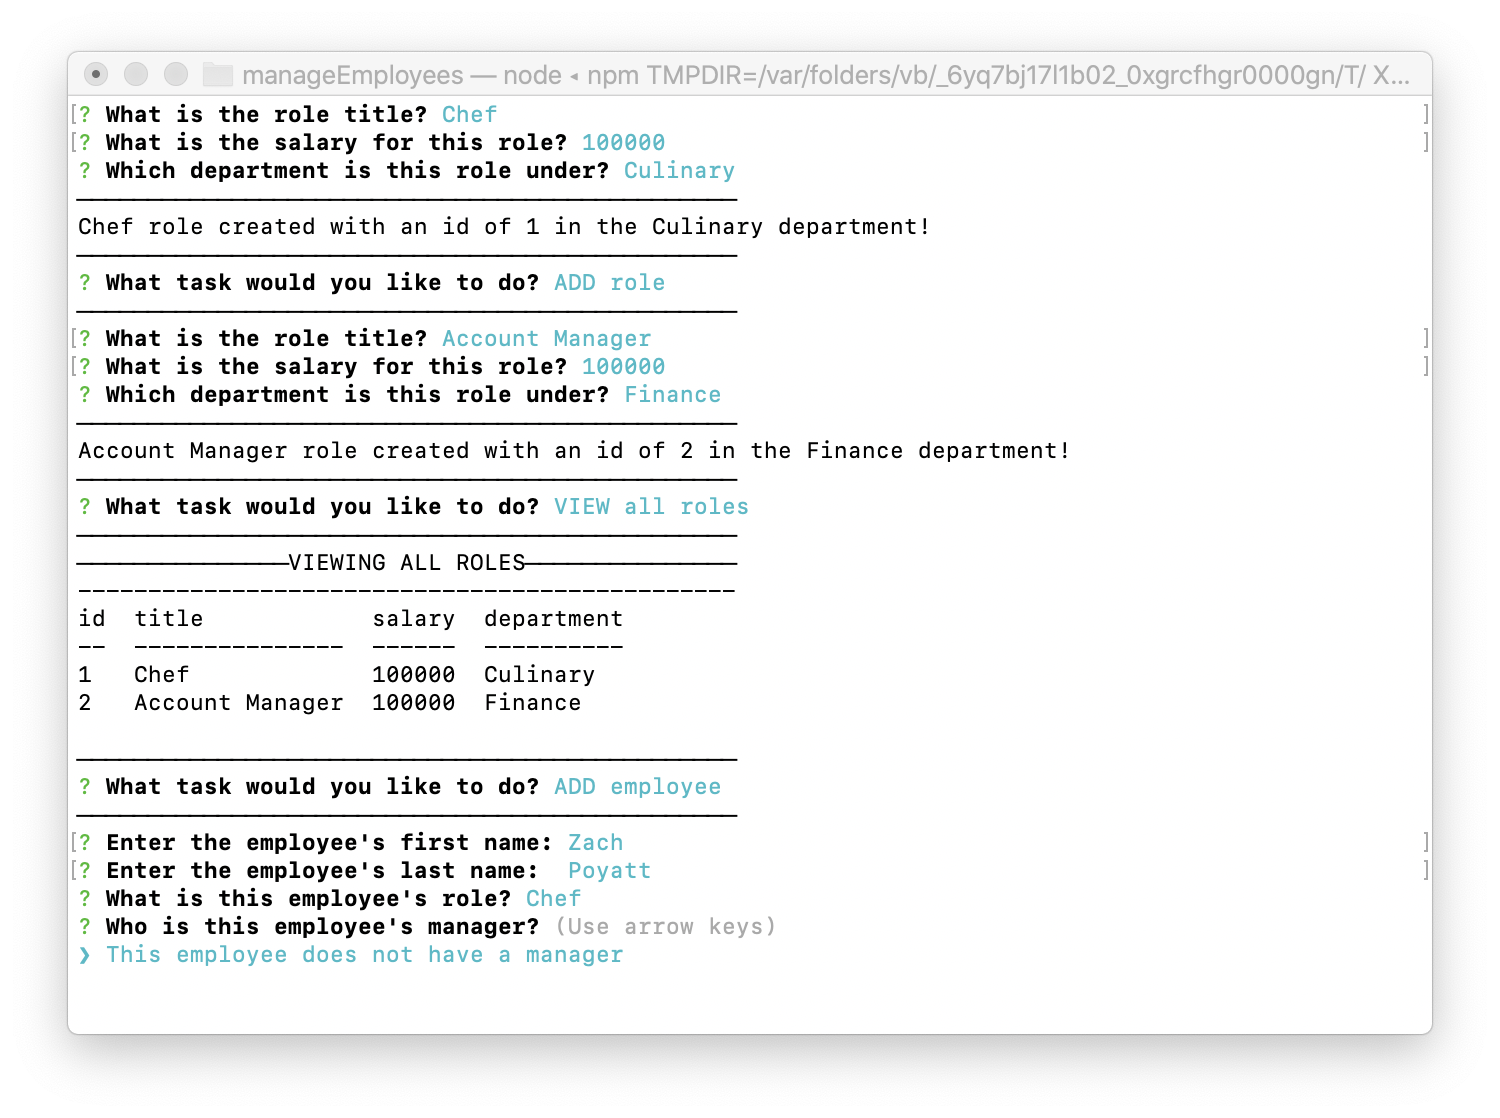 manageEmployees — node ◂ npm TMPDIR=/var/folders/vb/_6yq7bj17l1b02_0xgrcfhgr0000gn/T/ X...
[? What is the role title? Chef ]
[? What is the salary for this role? 100000 ]
? Which department is this role under? Culinary
Chef role created with an id of 1 in the Culinary department!
? What task would you like to do? ADD role
[? What is the role title? Account Manager ]
[? What is the salary for this role? 100000 ]
? Which department is this role under? Finance
Account Manager role created with an id of 2 in the Finance department!
? What task would you like to do? VIEW all roles
———————————————VIEWING ALL ROLES———————————————
-----------------------------------------------
id  title            salary  department
--  ---------------  ------  ----------
1   Chef             100000  Culinary
2   Account Manager  100000  Finance
? What task would you like to do? ADD employee
[? Enter the employee's first name: Zach ]
[? Enter the employee's last name:  Poyatt ]
? What is this employee's role? Chef
? Who is this employee's manager? (Use arrow keys)
❯ This employee does not have a manager